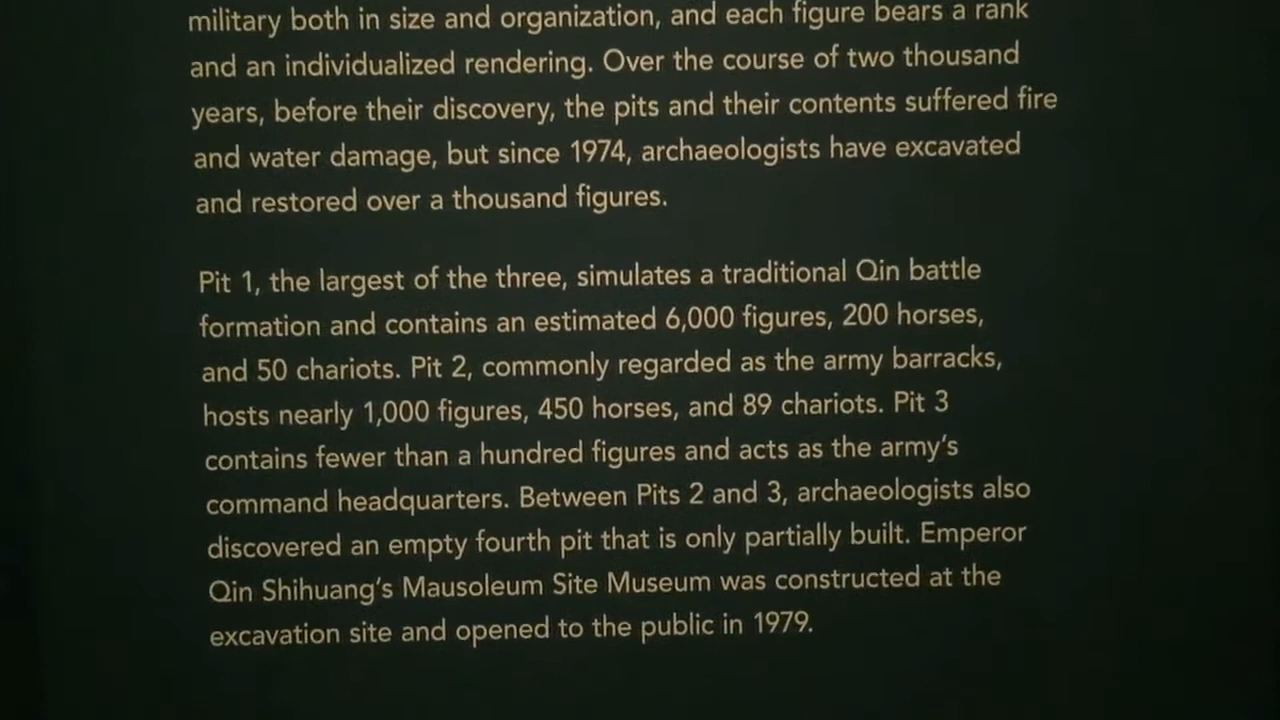 military both in size and organization, and each figure bears a rank
and an individualized rendering. Over the course of two thousand
years, before their discovery, the pits and their contents suffered fire
and water damage, but since 1974, archaeologists have excavated
and restored over a thousand figures.
Pit 1, the largest of the three, simulates a traditional Qin battle
formation and contains an estimated 6,000 figures, 200 horses,
and 50 chariots. Pit 2, commonly regarded as the army barracks,
hosts nearly 1,000 figures, 450 horses, and 89 chariots. Pit 3
contains fewer than a hundred figures and acts as the army’s
command headquarters. Between Pits 2 and 3, archaeologists also
discovered an empty fourth pit that is only partially built. Emperor
Qin Shihuang’s Mausoleum Site Museum was constructed at the
excavation site and opened to the public in 1979.